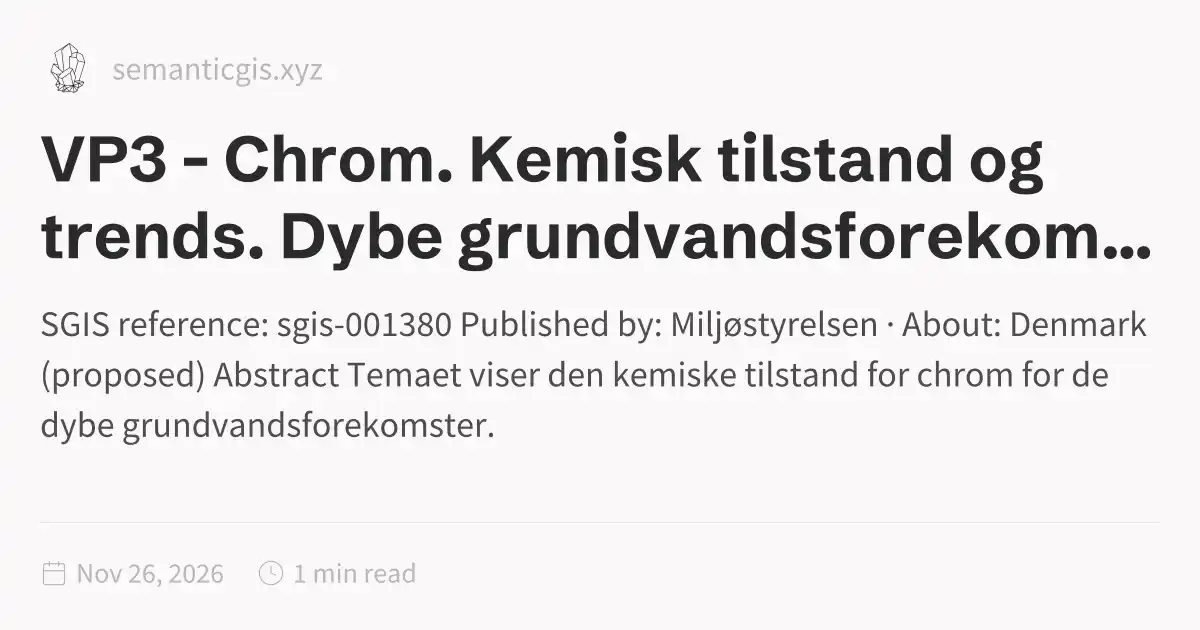 semanticgis.xyz
VP3 - Chrom. Kemisk tilstand og
trends. Dybe grundvandsforekom...
SGIS reference: sgis-001380 Published by: Miljøstyrelsen · About: Denmark
(proposed) Abstract Temaet viser den kemiske tilstand for chrom for de
dybe grundvandsforekomster.
Nov 26, 2026 1 min read